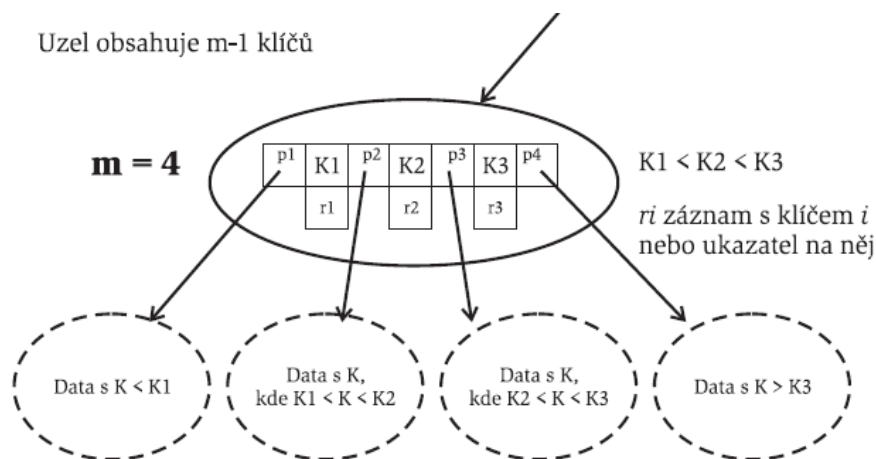 Uzel obsahuje m-1 klíčů
m = 4
p1 K1 p2 K2 p3 K3 p4
r1 r2 r3
K1 < K2 < K3
ri záznam s klíčem i
nebo ukazatel na něj
Data s K < K1
Data s K,
kde K1 < K < K2
Data s K,
kde K2 < K < K3
Data s K > K3